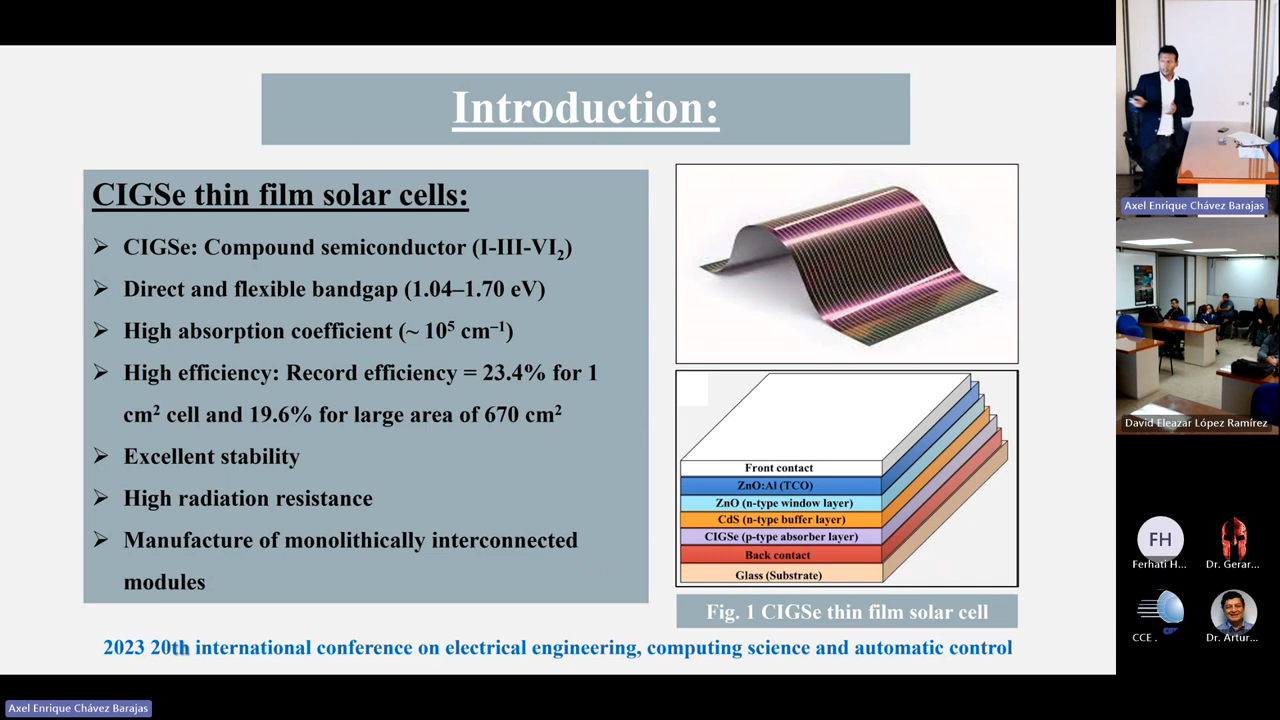 Introduction:
CIGSe thin film solar cells:
➢ CIGSe: Compound semiconductor (I-III-VI₂)
➢ Direct and flexible bandgap (1.04–1.70 eV)
➢ High absorption coefficient (~ 10⁵ cm⁻¹)
➢ High efficiency: Record efficiency = 23.4% for 1
cm² cell and 19.6% for large area of 670 cm²
➢ Excellent stability
➢ High radiation resistance
➢ Manufacture of monolithically interconnected
modules
Front contact
ZnO:Al (TCO)
ZnO (n-type window layer)
CdS (n-type buffer layer)
CIGSe (p-type absorber layer)
Back contact
Glass (Substrate)
Fig. 1 CIGSe thin film solar cell
2023 20th international conference on electrical engineering, computing science and automatic control
Axel Enrique Chávez Barajas
Axel Enrique Chávez Barajas
David Eleazar López Ramírez
FH
Ferhati H...
Dr. Gerar...
CCE .
Dr. Artur...